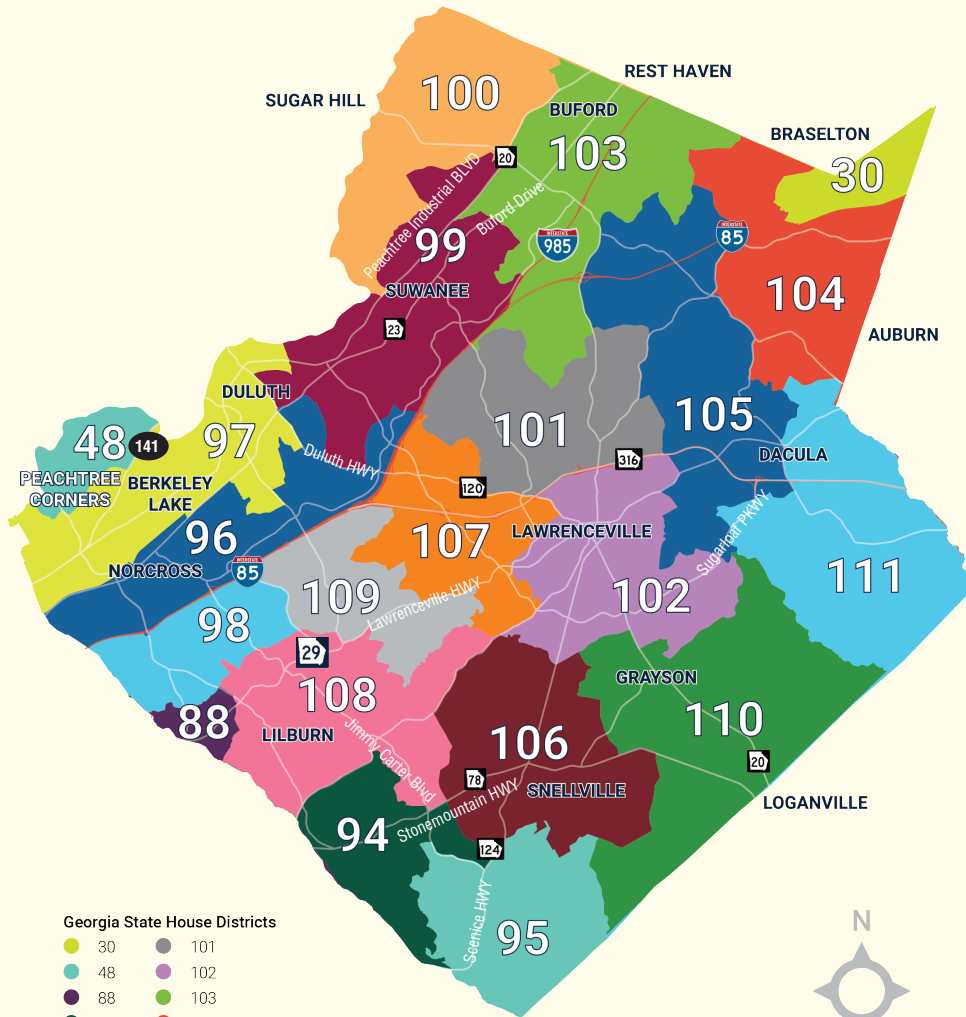 REST HAVEN
SUGAR HILL
100
BUFORD
103
BRASELTON
30
20
Peachtree Industrial BLVD
Buford Drive
99
INTERSTATE
985
INTERSTATE
85
SUWANEE
104
23
AUBURN
DULUTH
48
141
97
101
105
PEACHTREE
CORNERS
BERKELEY
LAKE
Duluth HWY
316
DACULA
120
96
107
LAWRENCEVILLE
Sugarloaf PKWY
NORCROSS
INTERSTATE
85
111
98
109
Lawrenceville HWY
102
29
108
GRAYSON
88
LILBURN
110
106
Jimmy Carter Blvd
20
78
SNELLVILLE
LOGANVILLE
94
Stonemountain HWY
124
Scenice HWY
95
N
Georgia State House Districts
30 101
48 102
88 103